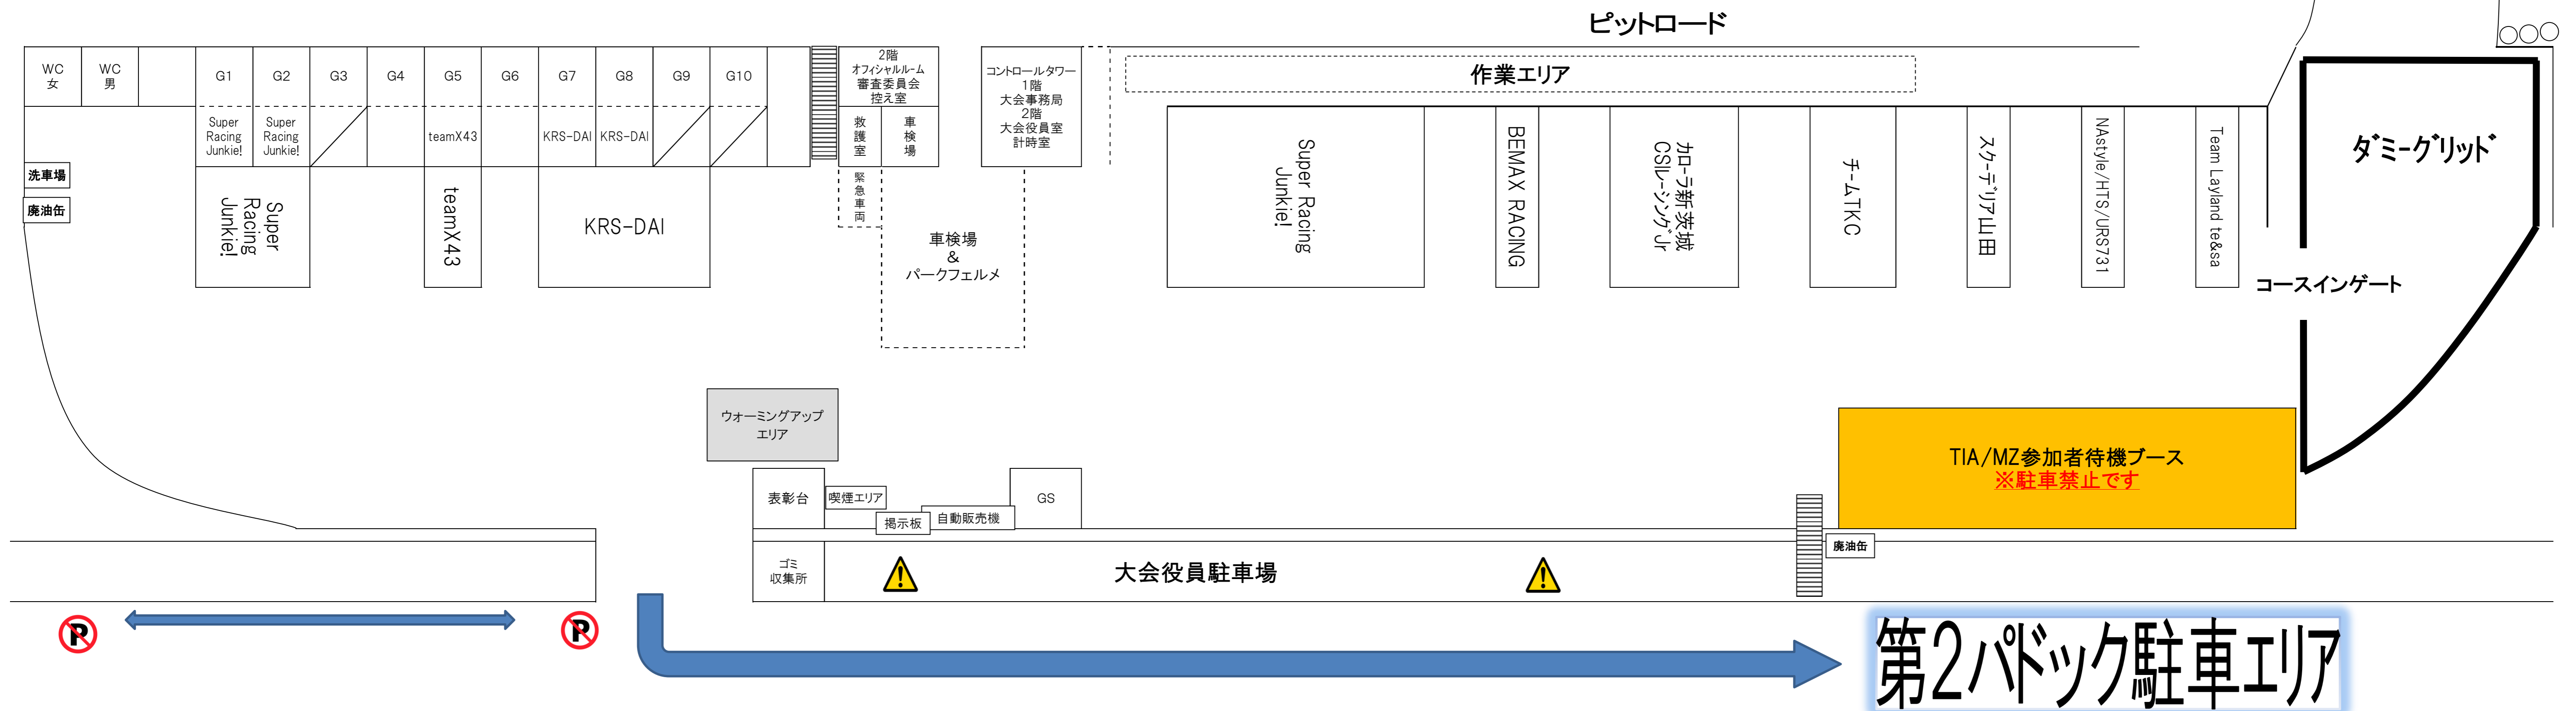 ピットロード
WC
女
WC
男
G1
G2
G3
G4
G5
G6
G7
G8
G9
G10
2階
オフィシャルルーム
審査委員会
控え室
コントロールタワー
1階
大会事務局
2階
大会役員室
計時室
作業エリア
Super
Racing
Junkie!
Super
Racing
Junkie!
teamX43
KRS-DAI
KRS-DAI
救護室
車検場
洗車場
廃油缶
Super
Racing
Junkie!
teamX43
KRS-DAI
緊急車両
車検場
&
パークフェルメ
Super Racing
Junkie!
BEMAX RACING
カローラ新茨城
CSIレーシングJr
チームTKC
スクーデリア山田
NAstyle/HTS/URS731
Team Layland te&sa
ダミーグリッド
コースインゲート
ウォーミングアップ
エリア
TIA/MZ参加者待機ブース
※駐車禁止です
表彰台
喫煙エリア
掲示板
自動販売機
GS
廃油缶
ゴミ
収集所
大会役員駐車場
P
P
第2パドック駐車エリア